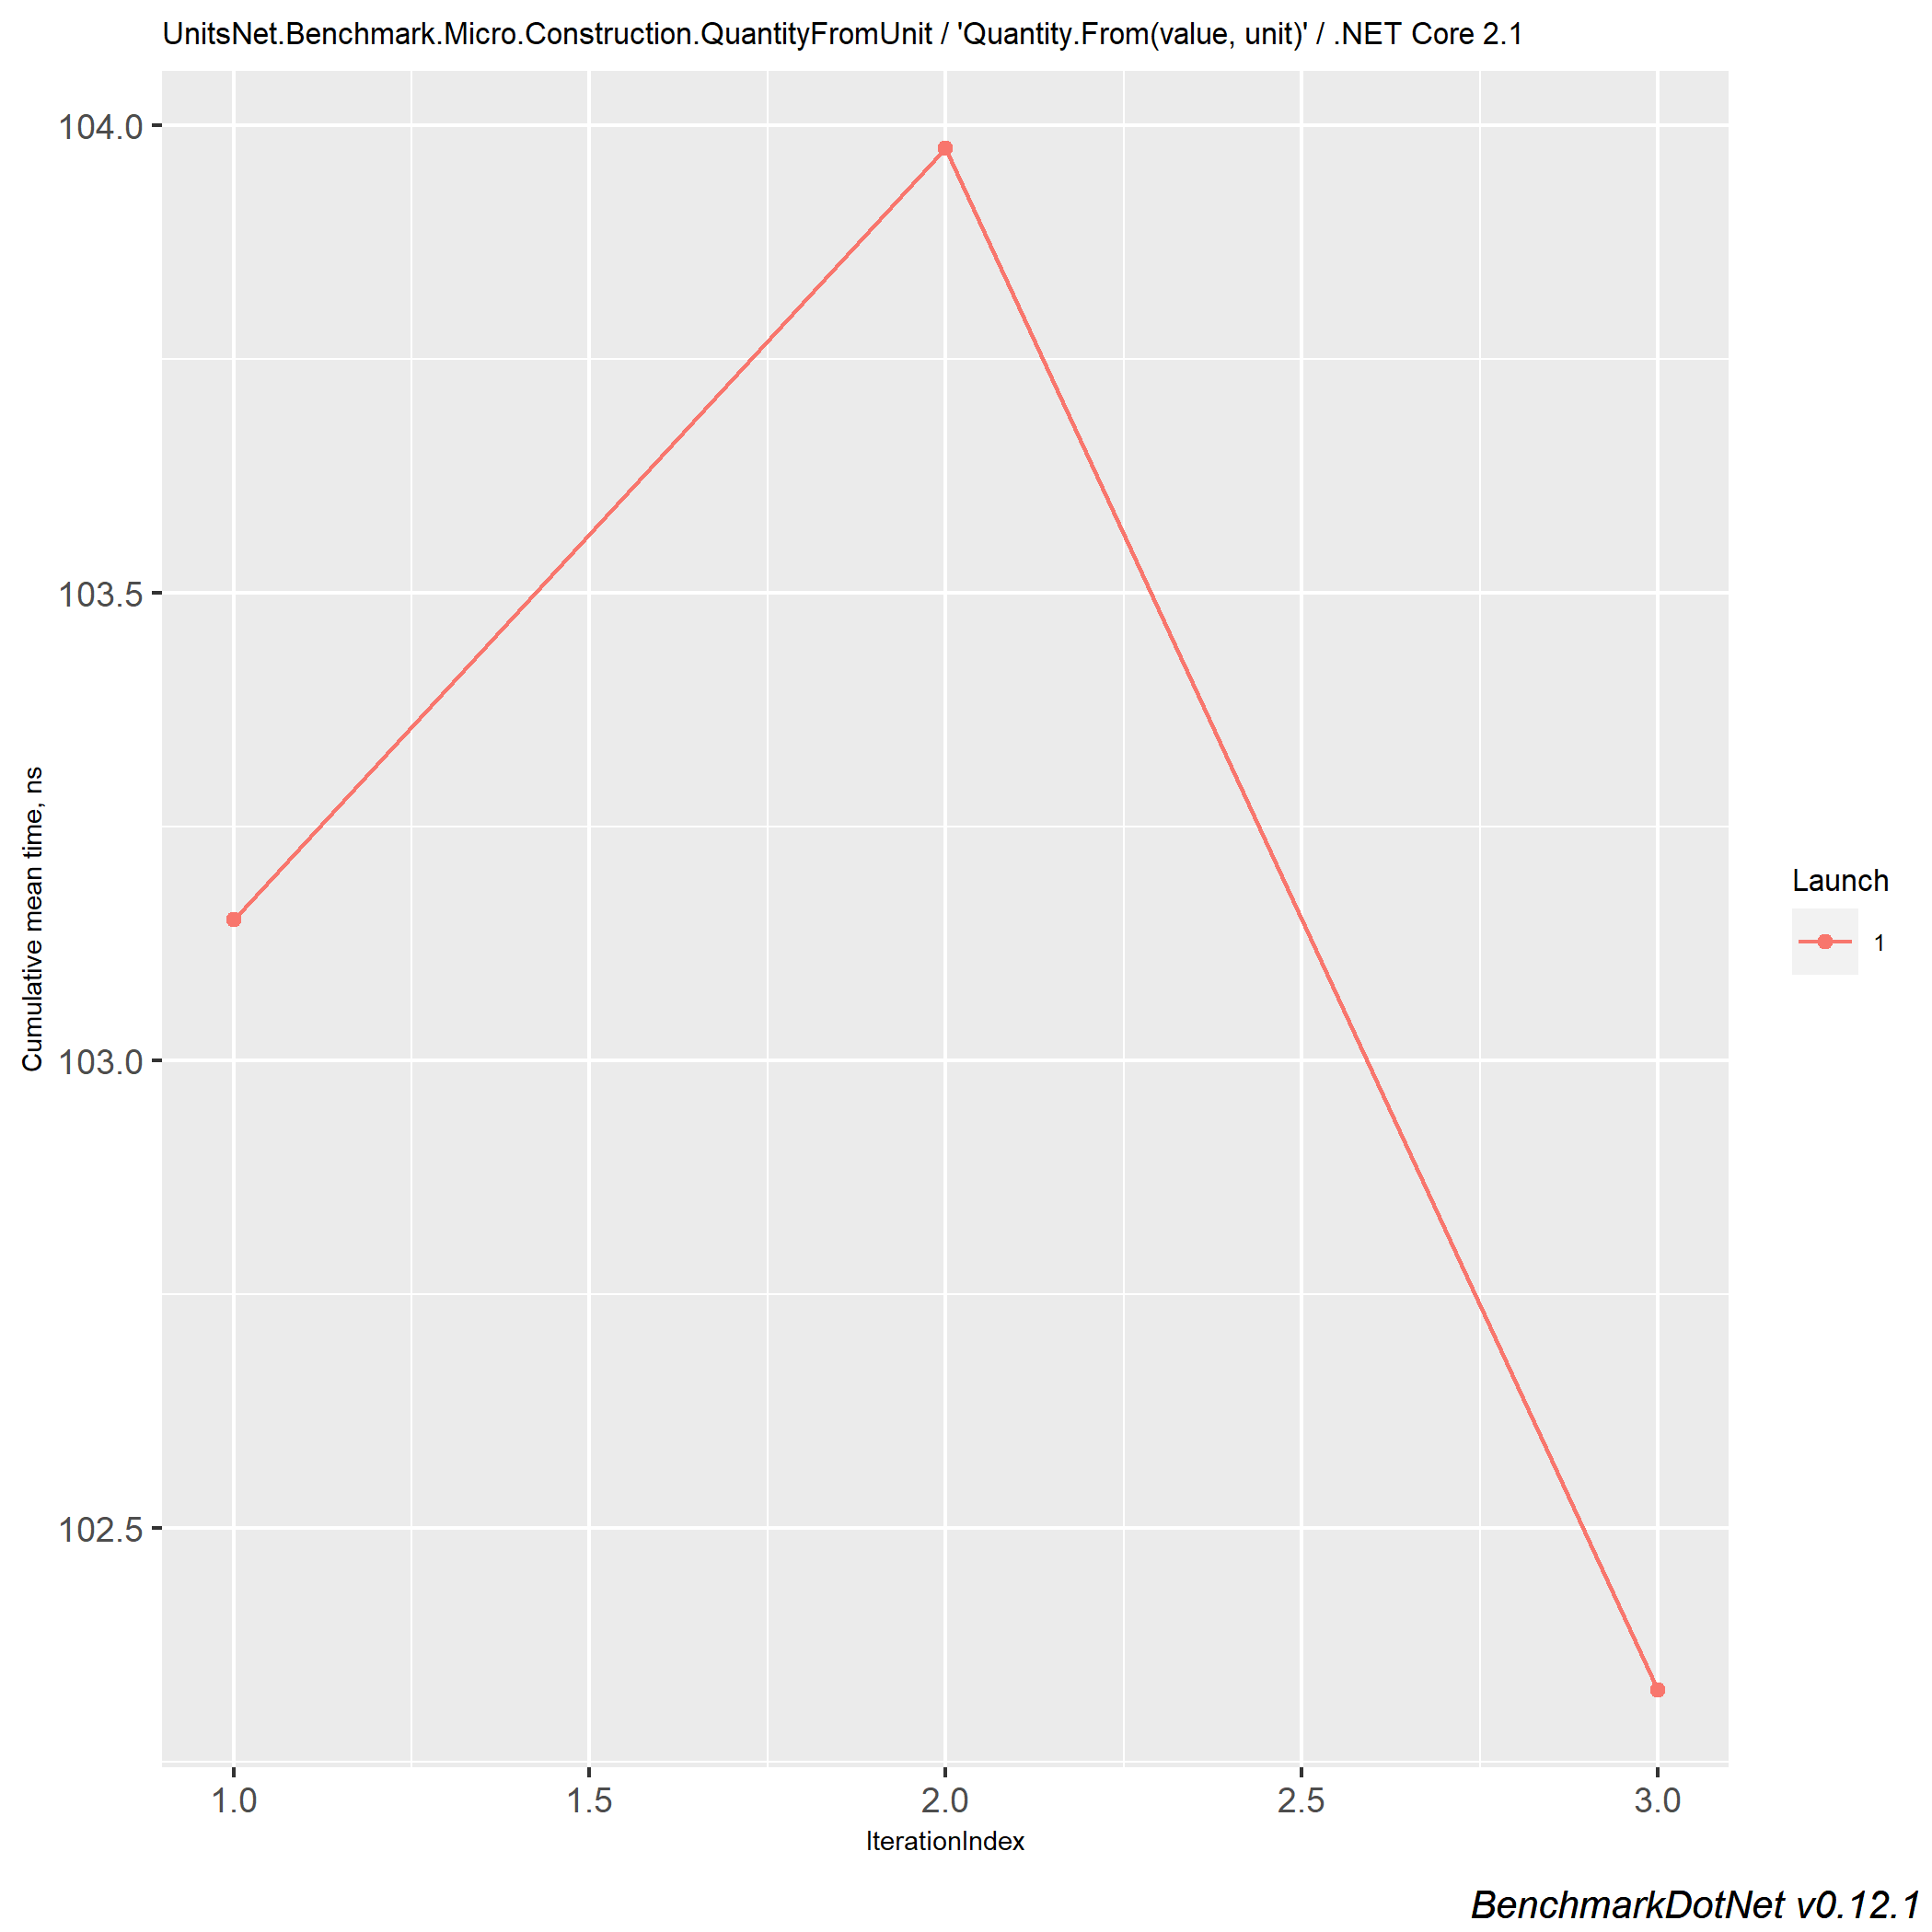 UnitsNet.Benchmark.Micro.Construction.QuantityFromUnit / 'Quantity.From(value, unit)' / .NET Core 2.1
104.0
103.5
103.0
102.5
Cumulative mean time, ns
1.0 1.5 2.0 2.5 3.0
IterationIndex
Launch
1
BenchmarkDotNet v0.12.1